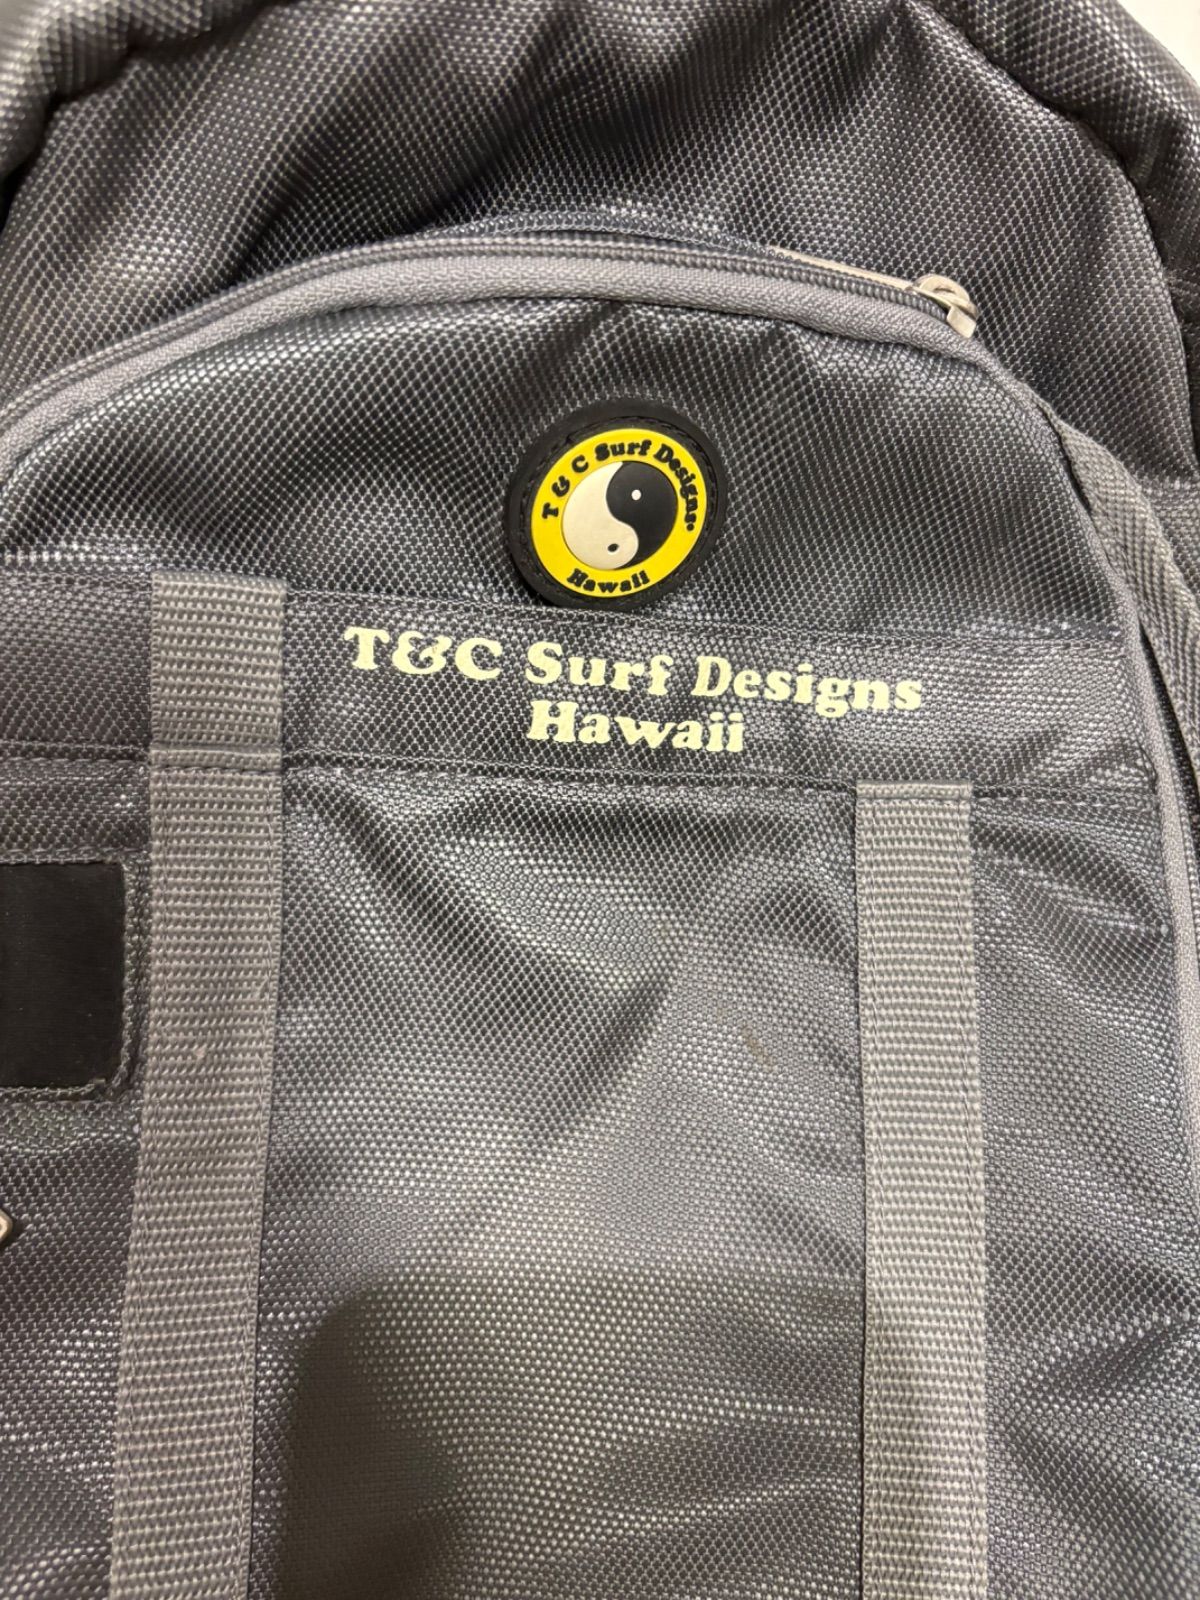 T & C Surf Designs.
Hawaii
T&C Surf Designs
Hawaii